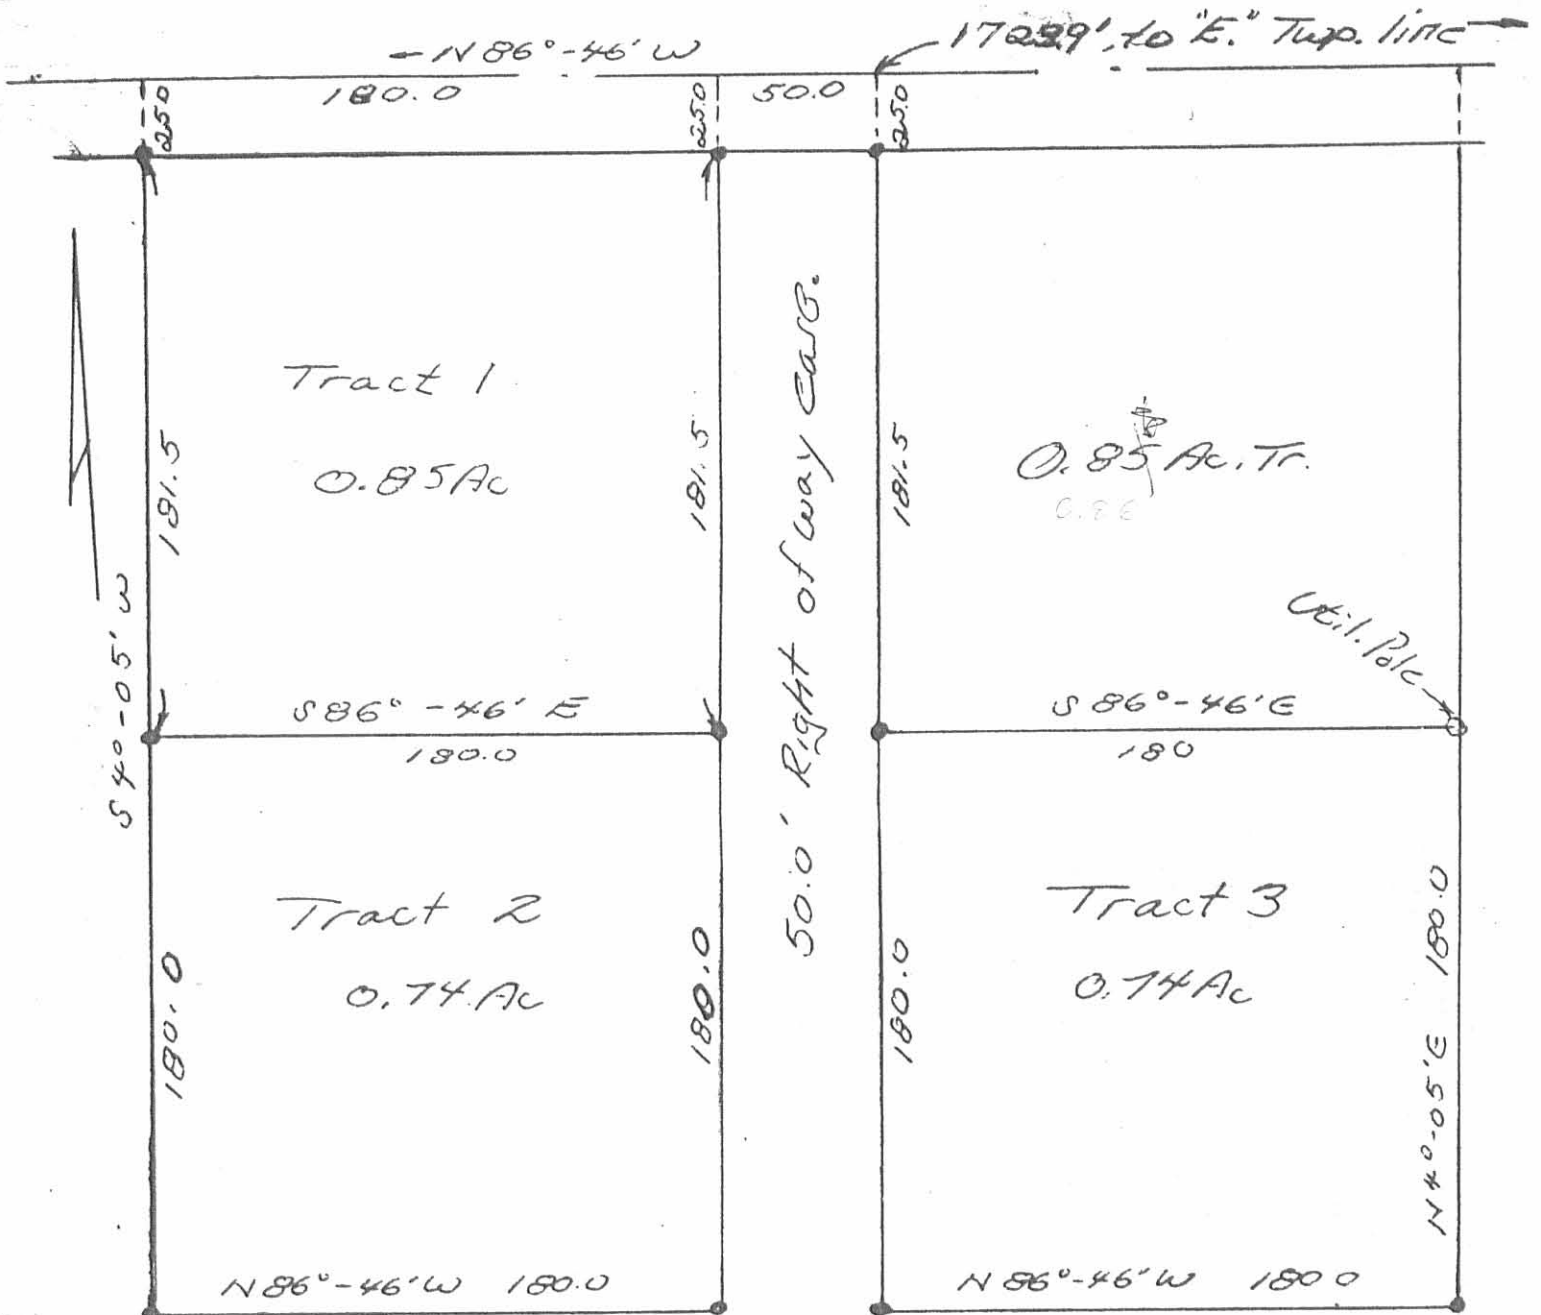 N 86°-46' W
to "E." Twp. line
180.0
50.0
25.0
25.0
25.0
Tract 1
0.85 Ac
181.5
181.5
181.5
0.85 Ac. Tr.
0.86
S 4°-05' W
50.0' Right of Way Ease.
Util. Pole
S 86°-46' E
180.0
S 86°-46' E
180
Tract 2
0.74 Ac
180.0
180.0
180.0
Tract 3
0.74 Ac
N 4°-05' E 180.0
N 86°-46' W 180.0
N 86°-46' W 180 0